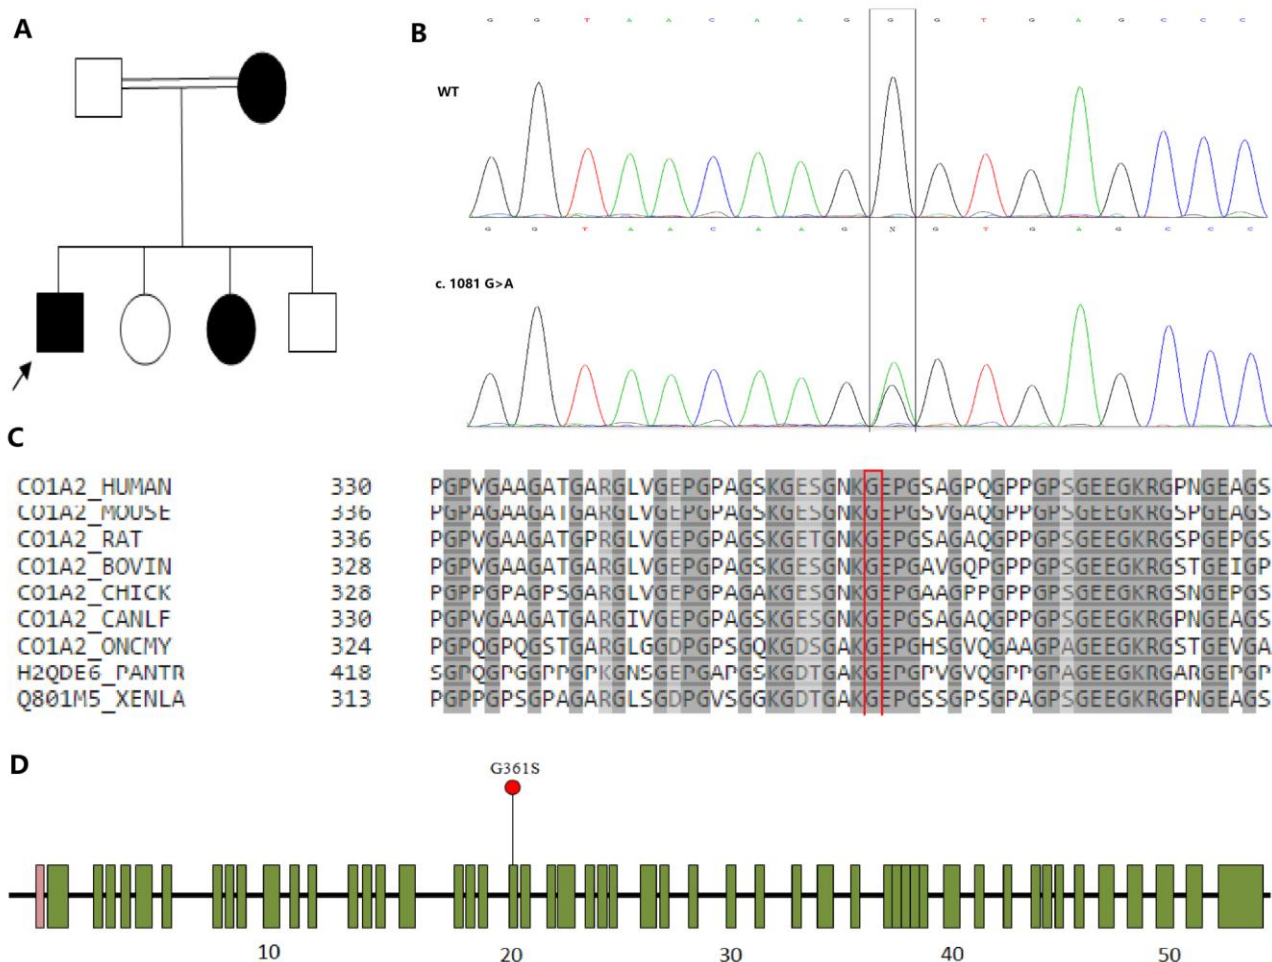 A
B
G G T A A C A A G G G T G A G C C C
WT
G G T A A C A A G N G T G A G C C C
c. 1081 G>A
C
CO1A2_HUMAN 330 PGPVGAAGATGARGLVGEPGPAGSKGESGNKGEPGSAGPQGPPGPSGEEGKRGPNGEAGS
CO1A2_MOUSE 336 PGPAGAAGATGARGLVGEPGPAGSKGESGNKGEPGSVGAQGPPGPSGEEGKRGSPGEAGS
CO1A2_RAT 336 PGPVGAAGATGPRGLVGEPGPAGSKGETGNKGEPGSAGAQGPPGPSGEEGKRGSPGEPGS
CO1A2_BOVIN 328 PGPVGAAGATGARGLVGEPGPAGSKGESGNKGEPGAVGQPGPPGPSGEEGKRGSTGEIGP
CO1A2_CHICK 328 PGPPGPAGPSGARGLVGEPGPAGAKGESGNKGEPGAAGPPGPPGPSGEEGKRGSNGEPGS
CO1A2_CANLF 330 PGPVGAAGATGARGIVGEPGPAGSKGESGNKGEPGSAGAQGPPGPSGEEGKRGPNGEPGS
CO1A2_ONCMY 324 PGPQGPQGSTGARGLGGDPGPSGQKGDSGAKGEPGHSGVQGAAGPAGEEGKRGSTGEVGA
H2QDE6_PANTR 418 SGPQGPGGPPGPKGNSGEPGAPGSKGDTGAKGEPGPVGVQGPPGPAGEEGKRGARGEPGP
Q801M5_XENLA 313 PGPPGPSGPAGARGLSGDPGVSGGKGDTGAKGEPGSSGPSGPAGPSGEEGKRGPNGEAGS
D
G361S
10 20 30 40 50